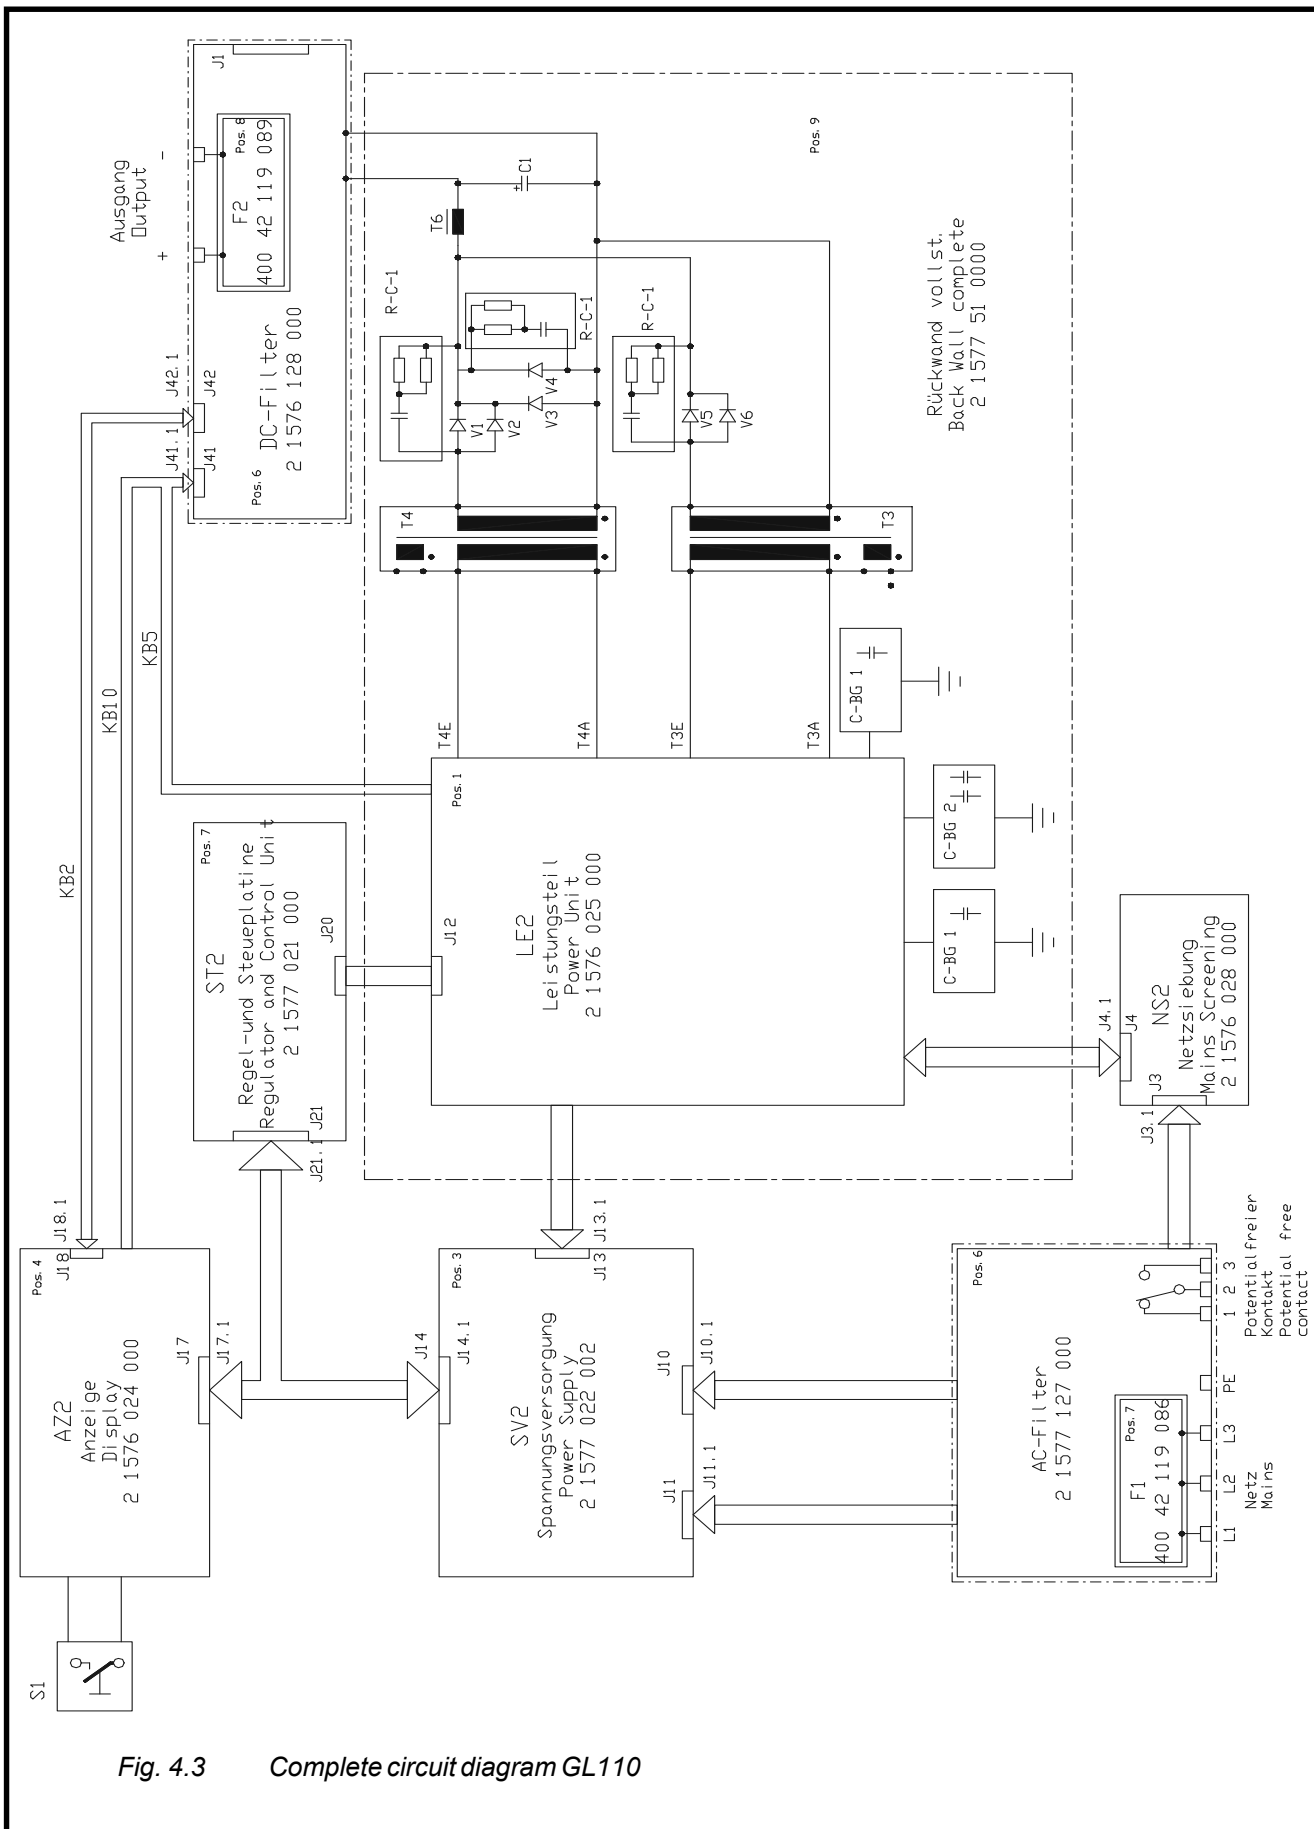 J1
Pos. 8
F2
400 42 119 089
Ausgang
Output
+
-
DC-Filter
2 1576 128 000
Pos. 6
J41
J41.1
J42
J42.1
KB2
KB10
KB5
Pos. 9
Rückwand vollst.
Back Wall complete
2 1577 51 0000
R-C-1
R-C-1
R-C-1
T6
+
C1
V1
V2
V3
V4
V5
V6
T4
T3
T4E
T4A
T3E
T3A
C-BG 1
C-BG 2
C-BG 1
Pos. 1
LE2
Leistungsteil
Power Unit
2 1576 025 000
J12
Pos. 7
ST2
Regel-und Steueplatine
Regulator and Control Unit
2 1577 021 000
J20
J21
J21.1
J4.1
J4
NS2
Netzsiebung
Mains Screening
2 1576 028 000
J3
J3.1
J18.1
J18
Pos. 4
AZ2
Anzeige
Display
2 1576 024 000
J17
J17.1
J13.1
J13
Pos. 3
SV2
Spannungsversorgung
Power Supply
2 1577 022 002
J14
J14.1
J10
J10.1
J11
J11.1
Pos. 6
AC-Filter
2 1577 127 000
Pos. 7
F1
400 42 119 086
L1
L2
L3
PE
1
2
3
Netz
Mains
Potentialfreier
Kontakt
Potential free
contact
S1
Fig. 4.3 Complete circuit diagram GL110